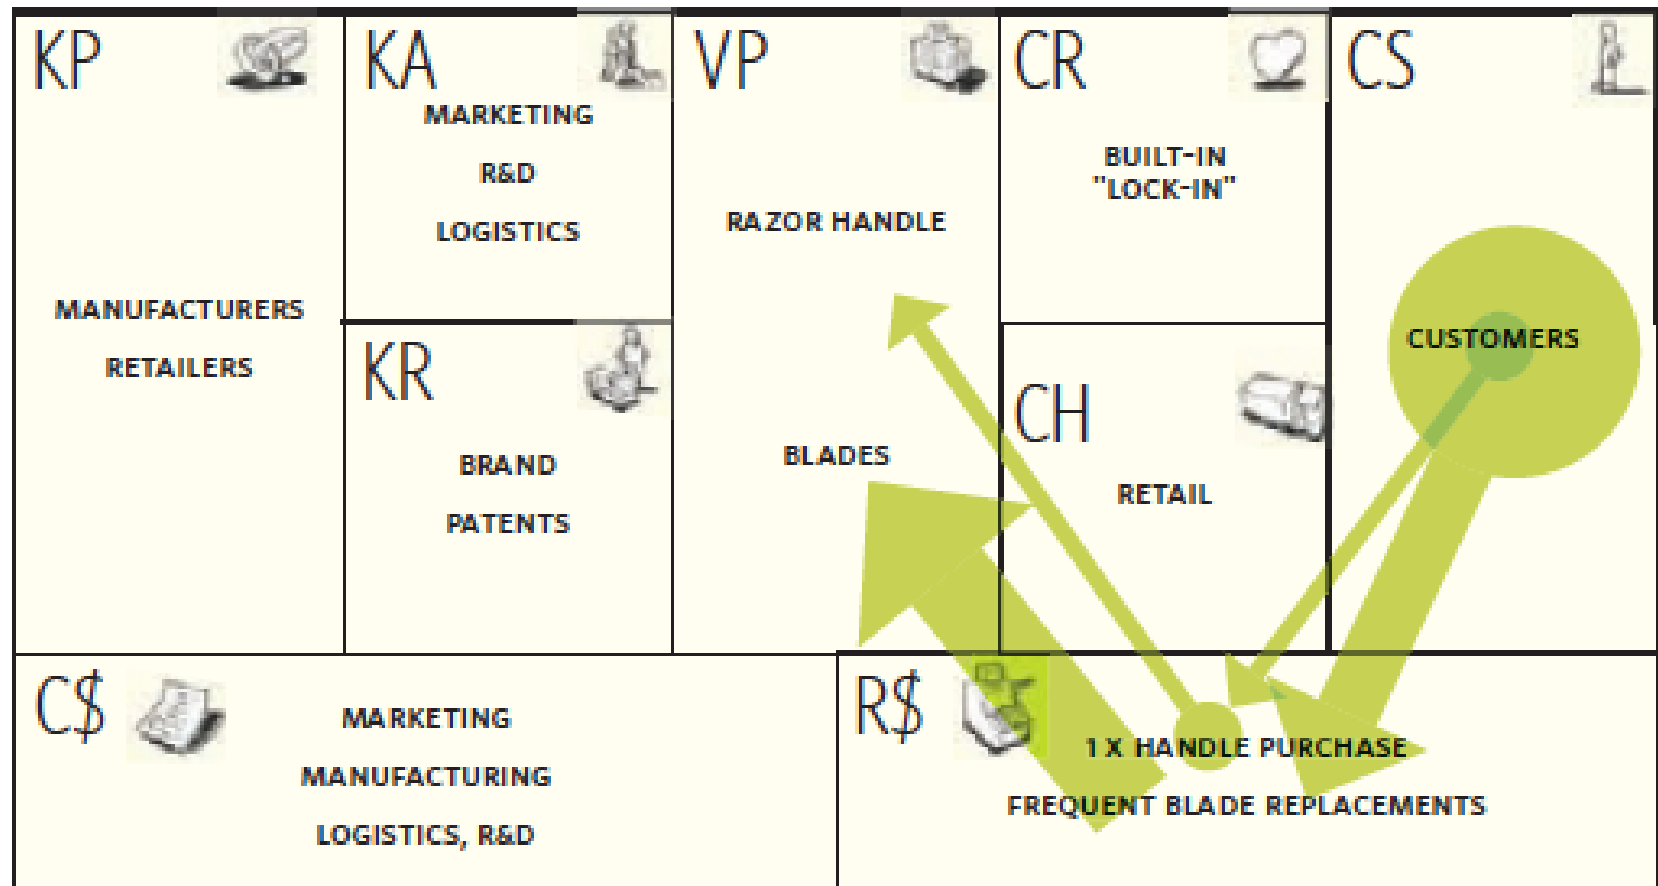 KP
MANUFACTURERS
RETAILERS
KA
MARKETING
R&D
LOGISTICS
KR
BRAND
PATENTS
VP
RAZOR HANDLE
BLADES
CR
BUILT-IN
"LOCK-IN"
CH
RETAIL
CS
CUSTOMERS
C$
MARKETING
MANUFACTURING
LOGISTICS, R&D
R$
1 X HANDLE PURCHASE
FREQUENT BLADE REPLACEMENTS